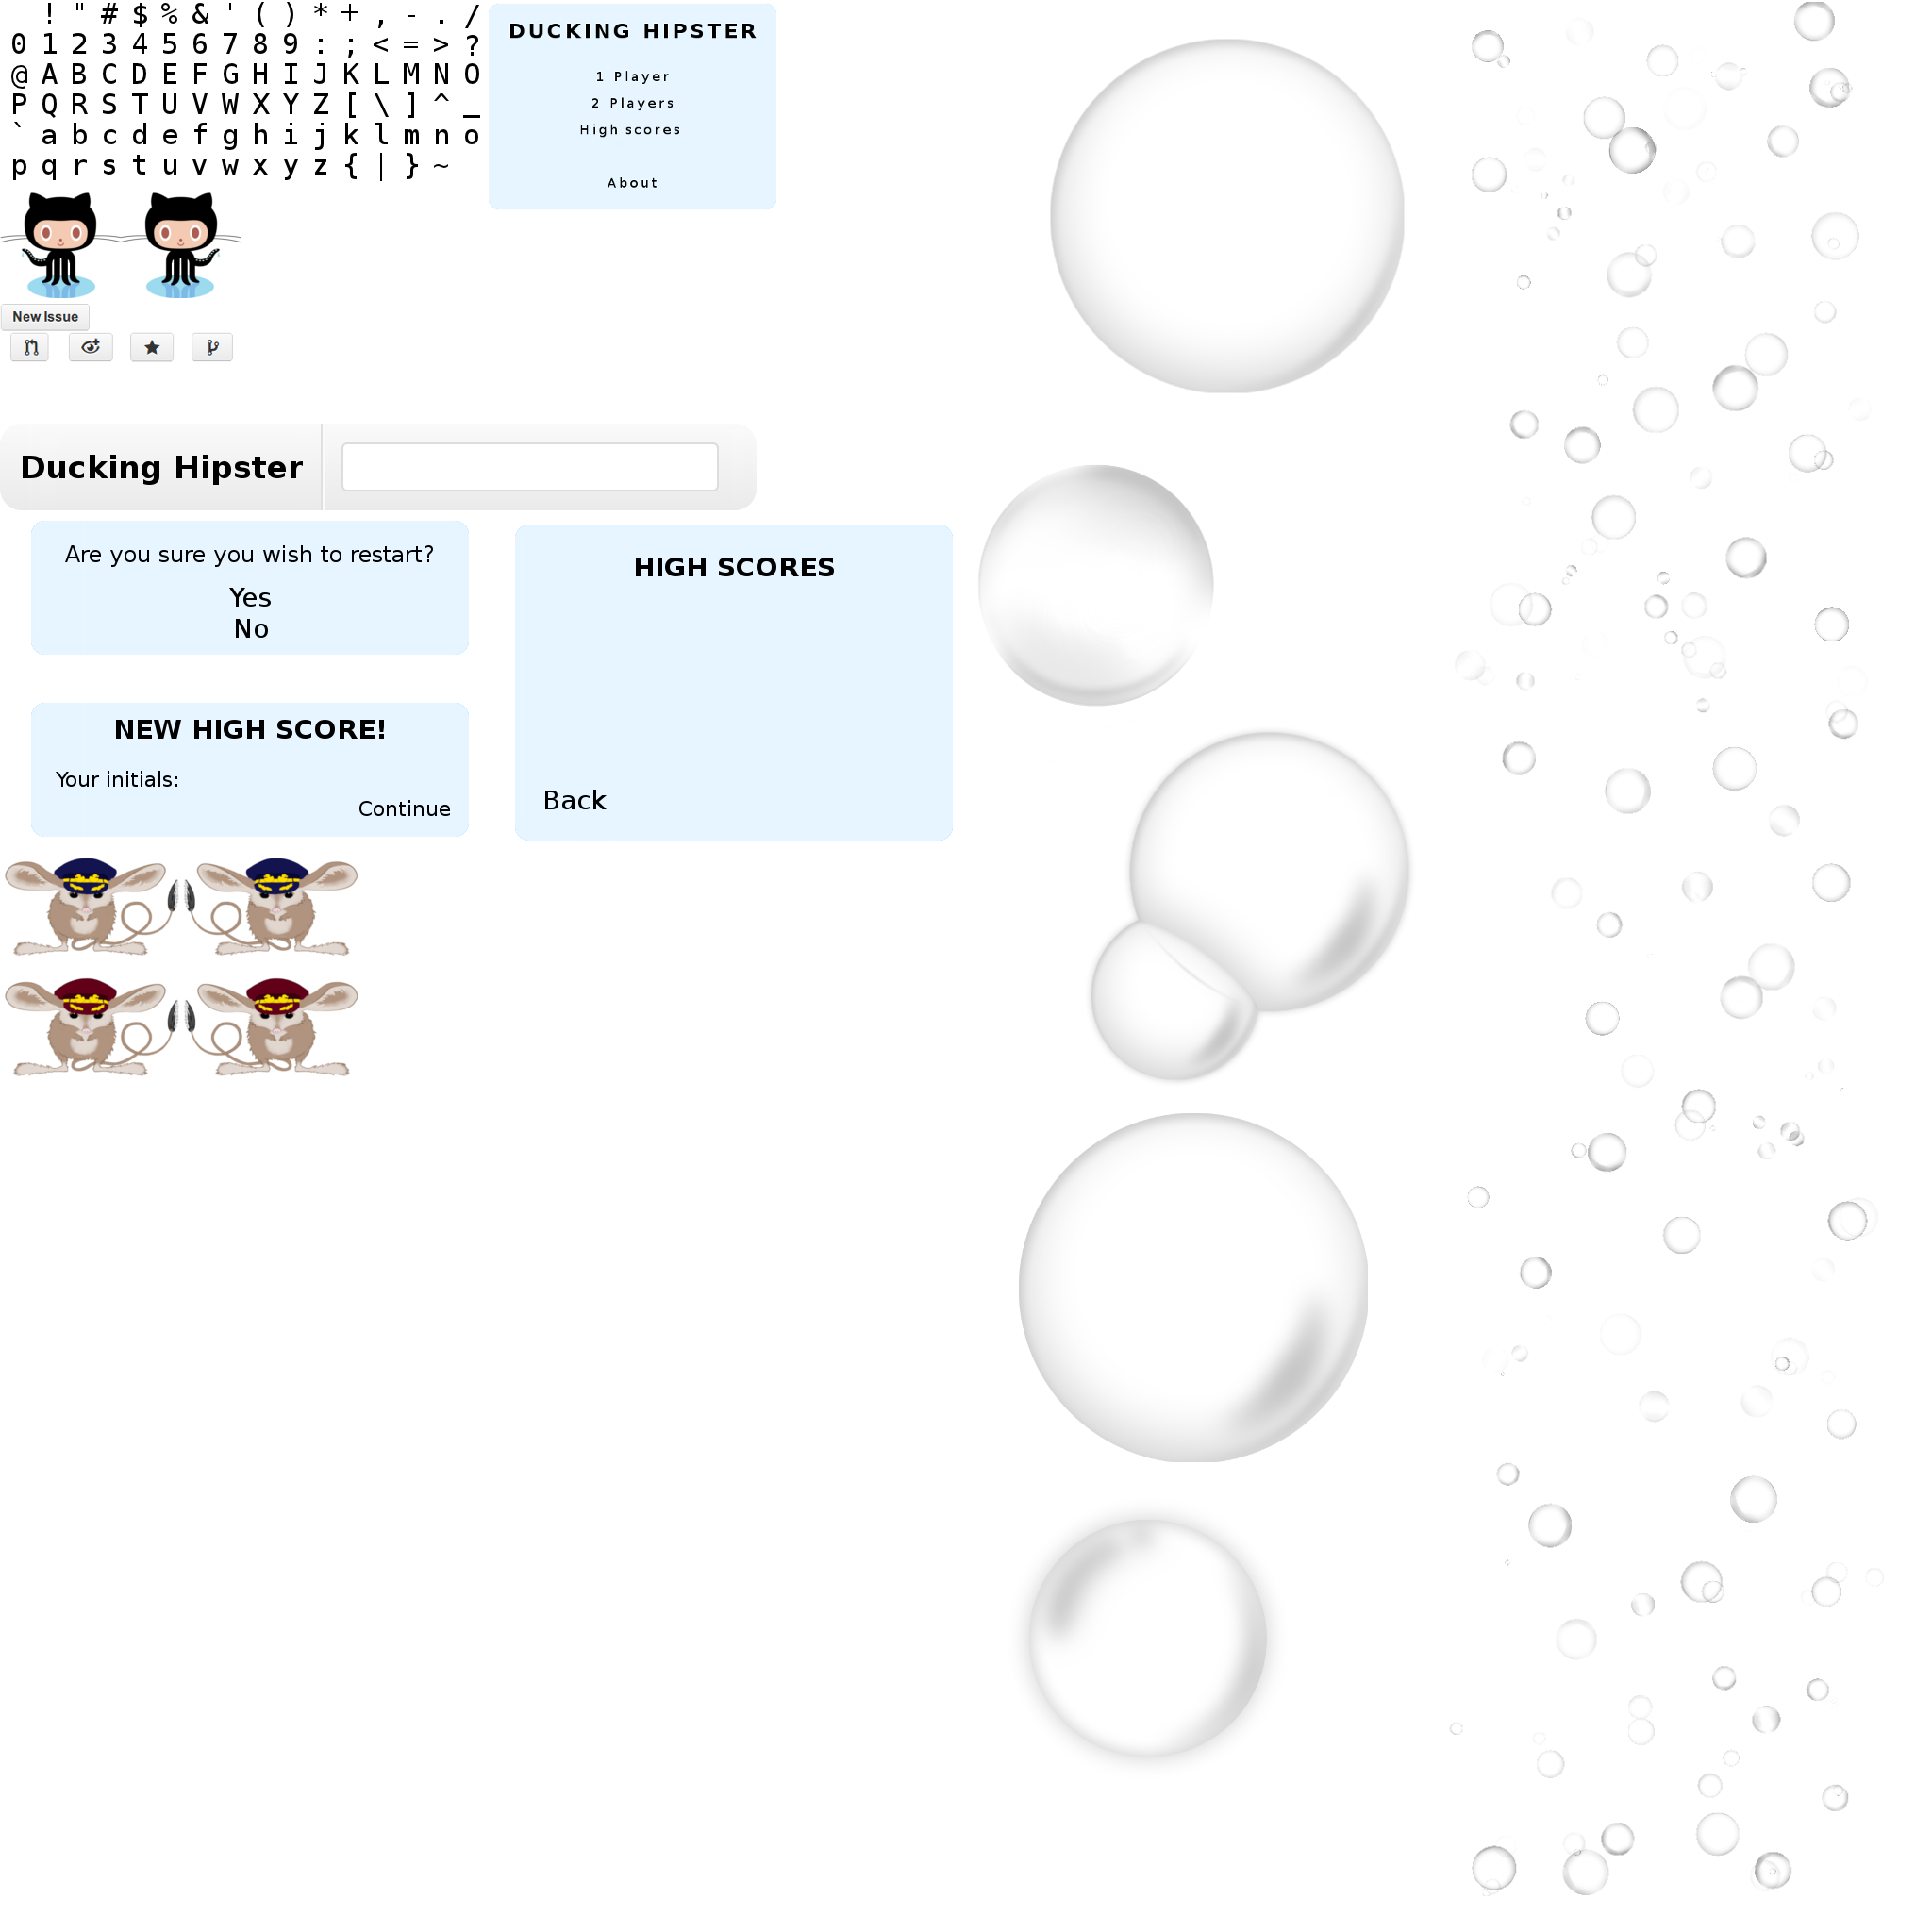 ! " # $ % & ' ( ) * + , - . /
0 1 2 3 4 5 6 7 8 9 : ; < = > ?
@ A B C D E F G H I J K L M N O
P Q R S T U V W X Y Z [ \ ] ^ _
` a b c d e f g h i j k l m n o
p q r s t u v w x y z { | } ~
DUCKING HIPSTER
1 Player
2 Players
High scores
About
New Issue
Ducking Hipster
Are you sure you wish to restart?
Yes
No
HIGH SCORES
Back
NEW HIGH SCORE!
Your initials:
Continue